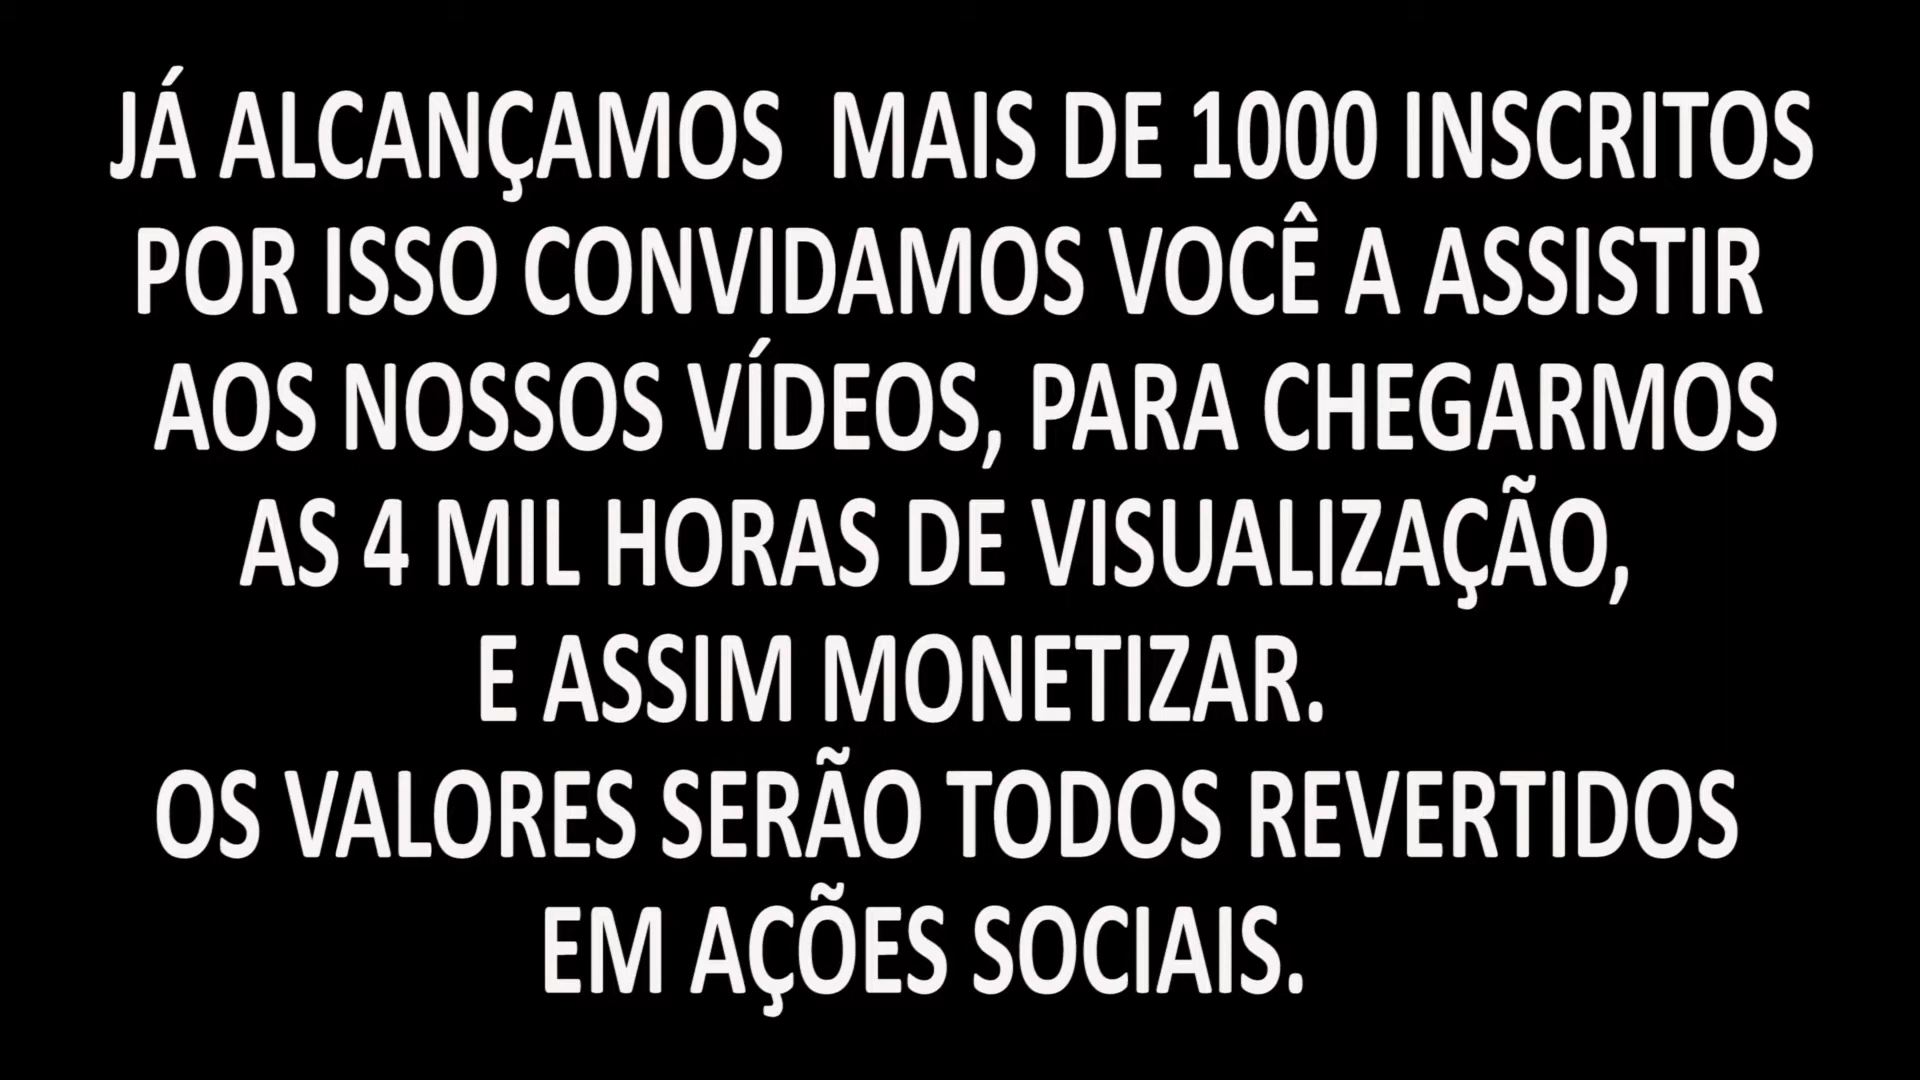 JÁ ALCANÇAMOS MAIS DE 1000 INSCRITOS
POR ISSO CONVIDAMOS VOCÊ A ASSISTIR
AOS NOSSOS VÍDEOS, PARA CHEGARMOS
AS 4 MIL HORAS DE VISUALIZAÇÃO,
E ASSIM MONETIZAR.
OS VALORES SERÃO TODOS REVERTIDOS
EM AÇÕES SOCIAIS.